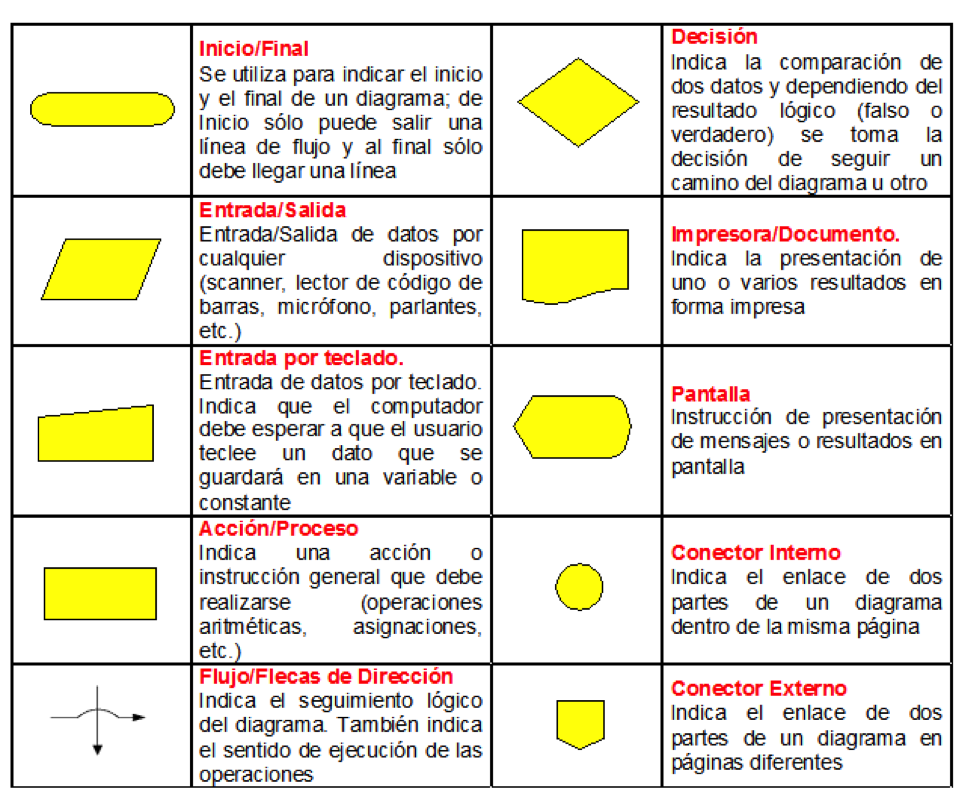 Inicio/Final
Se utiliza para indicar el inicio
y el final de un diagrama; de
Inicio sólo puede salir una
línea de flujo y al final sólo
debe llegar una línea
Decisión
Indica la comparación de
dos datos y dependiendo del
resultado lógico (falso o
verdadero) se toma la
decisión de seguir un
camino del diagrama u otro
Entrada/Salida
Entrada/Salida de datos por
cualquier dispositivo
(scanner, lector de código de
barras, micrófono, parlantes,
etc.)
Impresora/Documento.
Indica la presentación de
uno o varios resultados en
forma impresa
Entrada por teclado.
Entrada de datos por teclado.
Indica que el computador
debe esperar a que el usuario
teclee un dato que se
guardará en una variable o
constante
Pantalla
Instrucción de presentación
de mensajes o resultados en
pantalla
Acción/Proceso
Indica una acción o
instrucción general que debe
realizarse (operaciones
aritméticas, asignaciones,
etc.)
Conector Interno
Indica el enlace de dos
partes de un diagrama
dentro de la misma página
Flujo/Flecas de Dirección
Indica el seguimiento lógico
del diagrama. También indica
el sentido de ejecución de las
operaciones
Conector Externo
Indica el enlace de dos
partes de un diagrama en
páginas diferentes